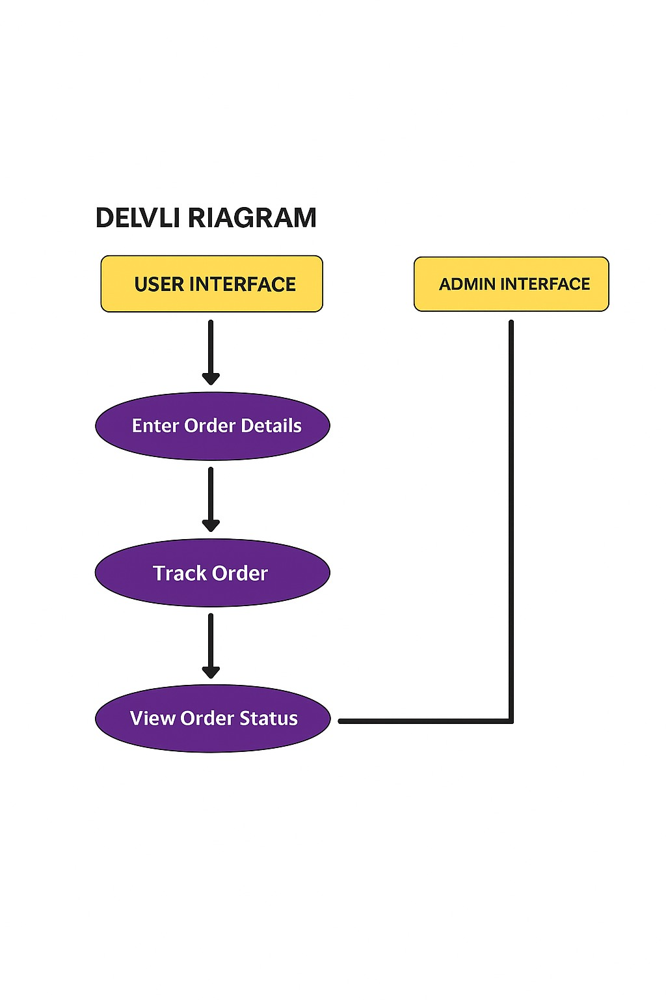 DELVLI RIAGRAM
USER INTERFACE
ADMIN INTERFACE
Enter Order Details
Track Order
View Order Status